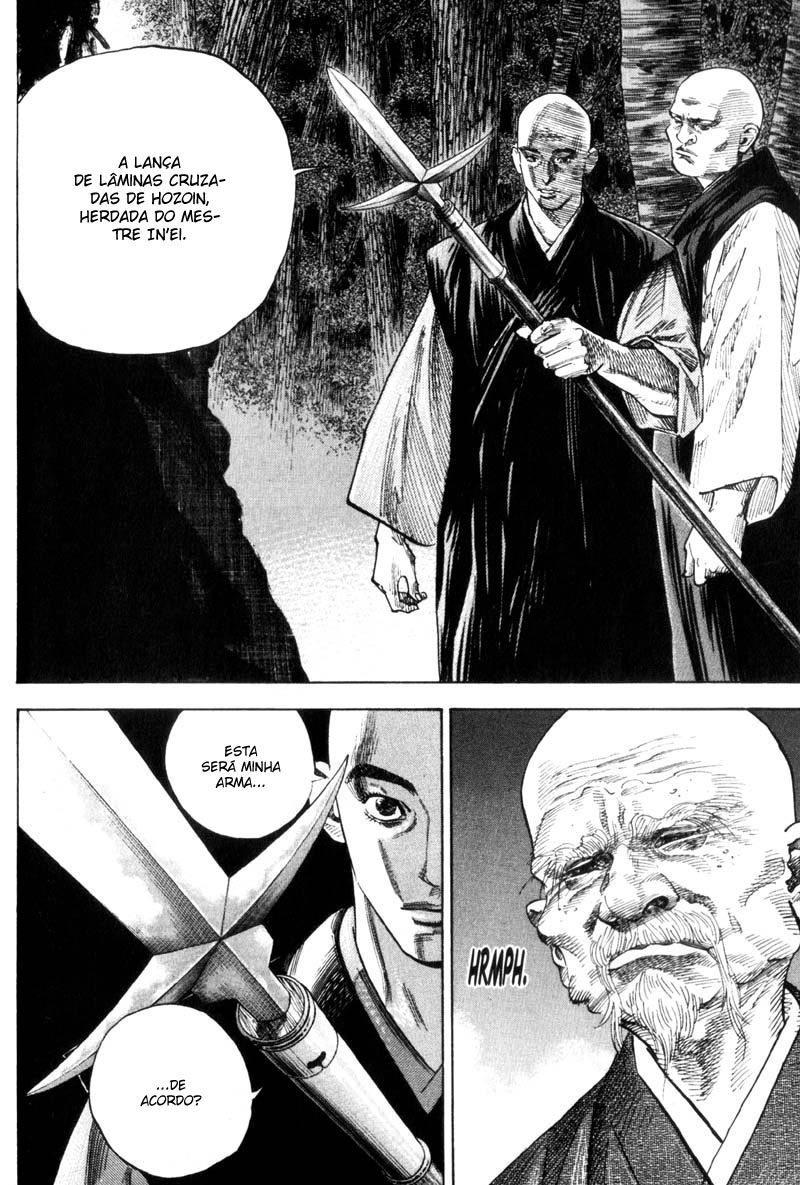 A LANÇA
DE LÂMINAS CRUZA-
DAS DE HOZOIN,
HERDADA DO MES-
TRE IN'EI.
HRMPH.
ESTA
SERÁ MINHA
ARMA...
...DE
ACORDO?